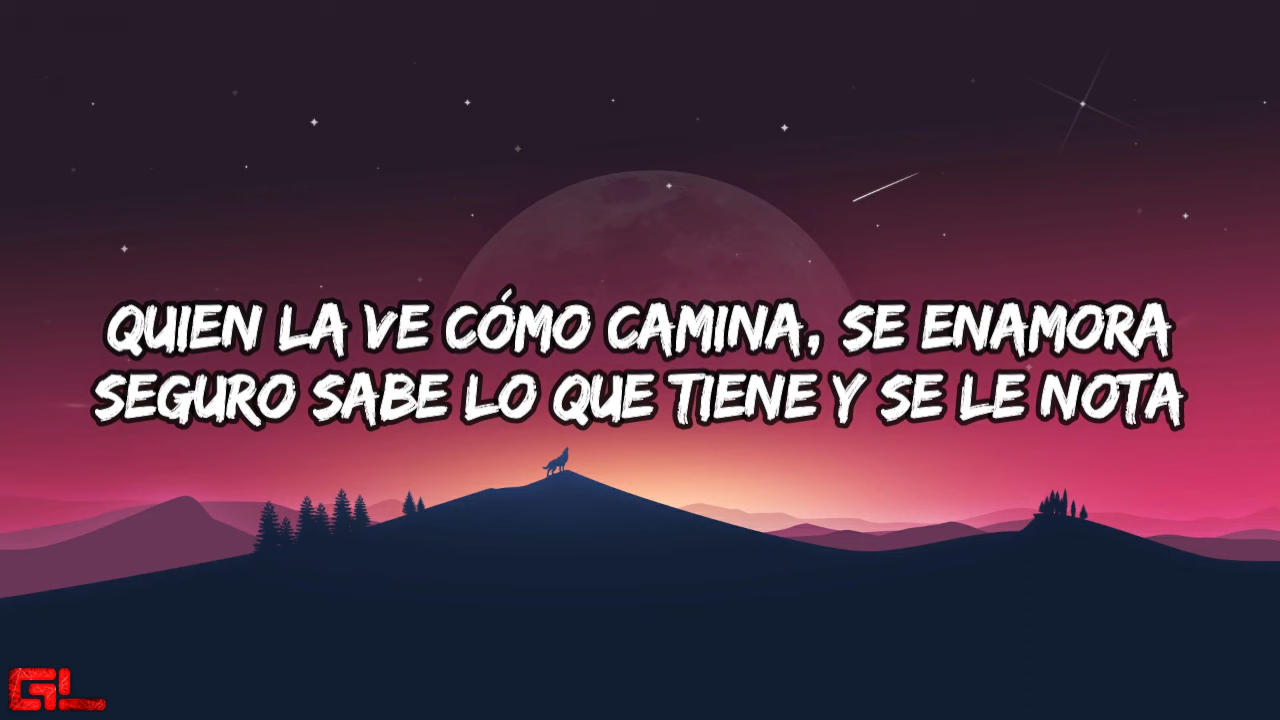 QUIEN LA VE CÓMO CAMINA, SE ENAMORA
SEGURO SABE LO QUE TIENE Y SE LE NOTA
GL